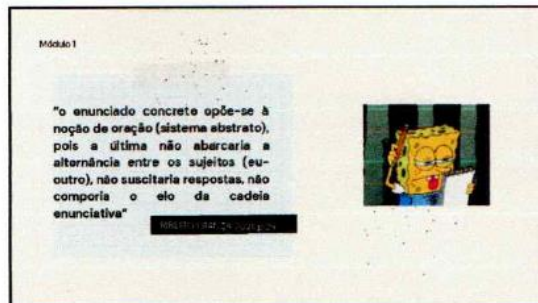 Módulo 1
"o enunciado concreto opõe-se à
noção de oração (sistema abstrato),
pois a última não abarcaria a
alternância entre os sujeitos (eu-
outro), não suscitaria respostas, não
comporia o elo da cadeia
enunciativa"